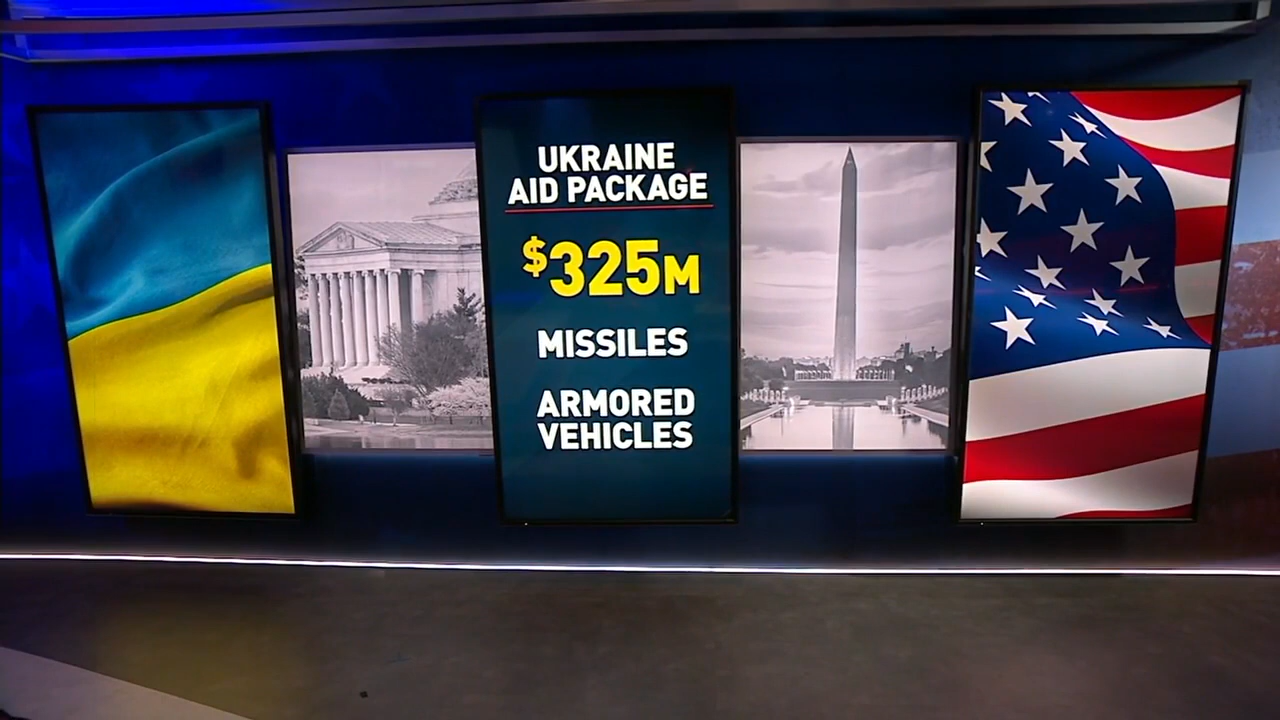 UKRAINE
AID PACKAGE
$325M
MISSILES
ARMORED
VEHICLES